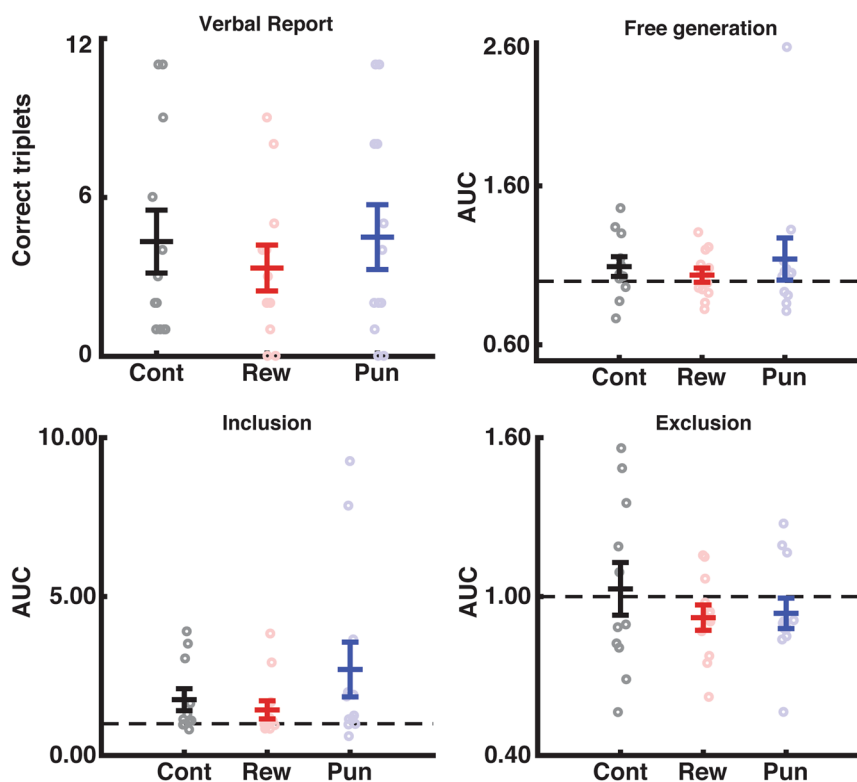 Verbal Report
12
6
0
Correct triplets
Cont Rew Pun
Free generation
2.60
1.60
0.60
AUC
Cont Rew Pun
Inclusion
10.00
5.00
0.00
AUC
Cont Rew Pun
Exclusion
1.60
1.00
0.40
AUC
Cont Rew Pun